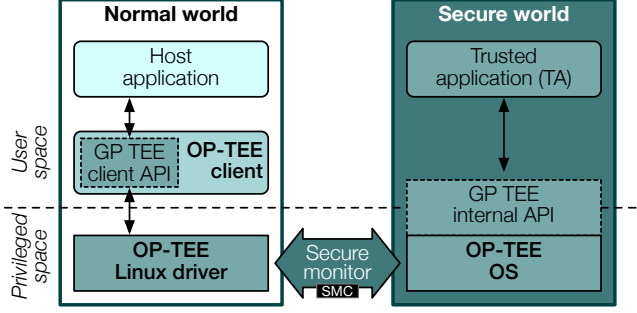 Normal world
Secure world
Host
application
Trusted
application (TA)
User
space
GP TEE
client API
OP-TEE
client
GP TEE
internal API
Privileged
space
OP-TEE
Linux driver
Secure
monitor
SMC
OP-TEE
OS